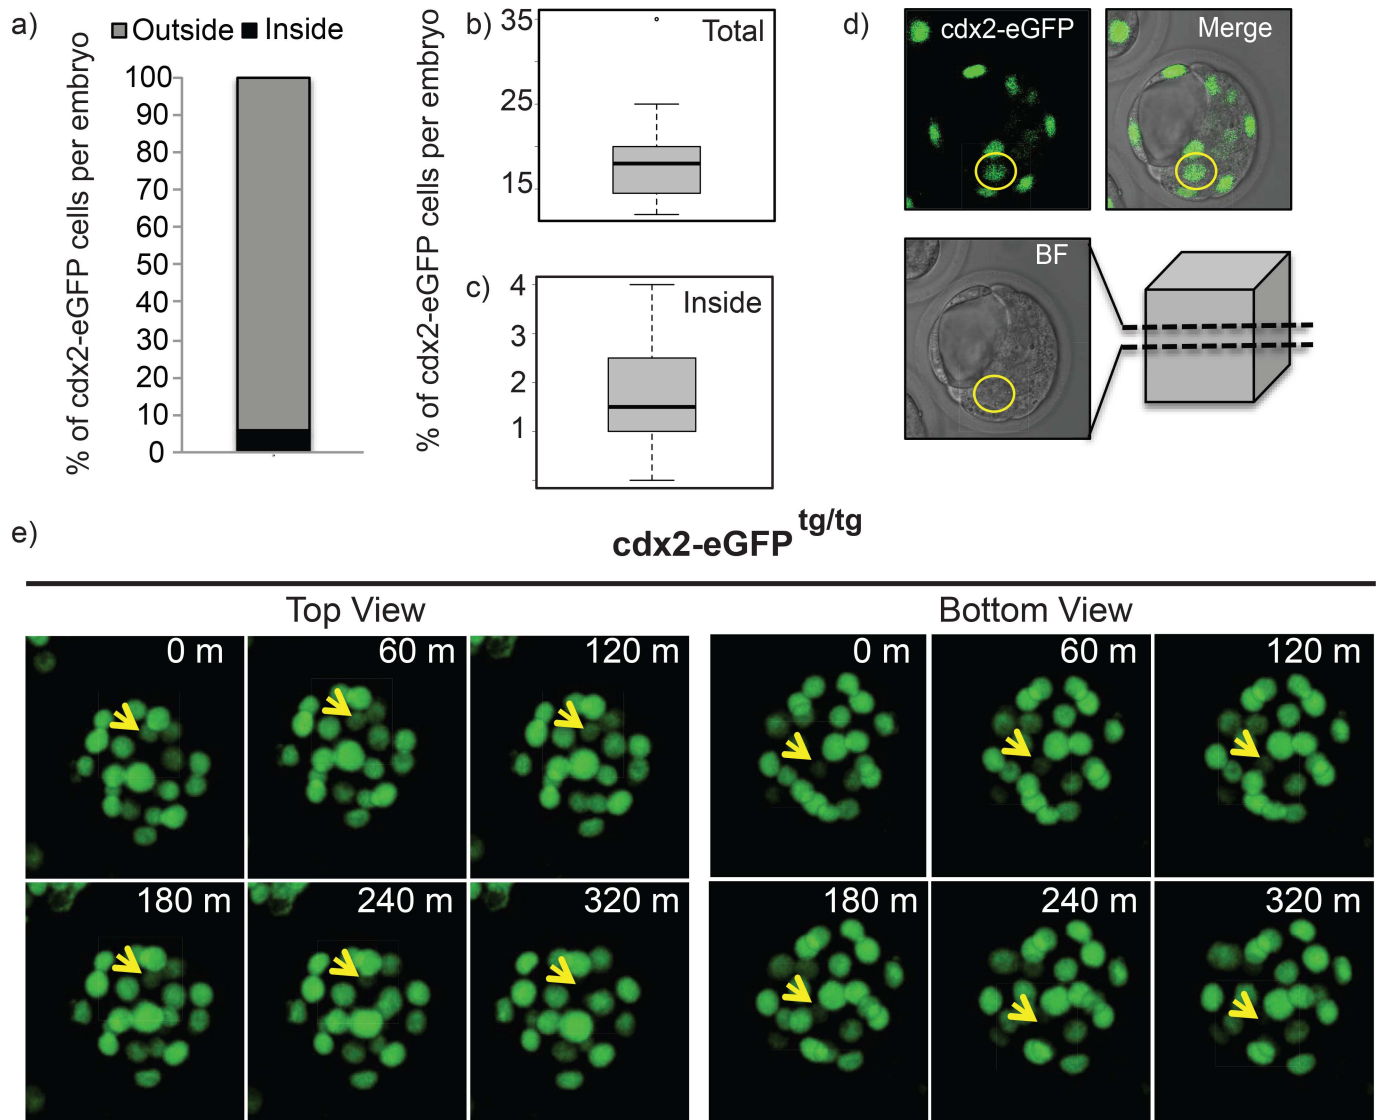 a)
Outside Inside
% of cdx2-eGFP cells per embryo
100
90
80
70
60
50
40
30
20
10
0
b)
% of cdx2-eGFP cells per embryo
Total
35
25
15
c)
Inside
4
3
2
1
d)
cdx2-eGFP
Merge
BF
e)
cdx2-eGFP tg/tg
Top View
Bottom View
0 m
60 m
120 m
0 m
60 m
120 m
180 m
240 m
320 m
180 m
240 m
320 m